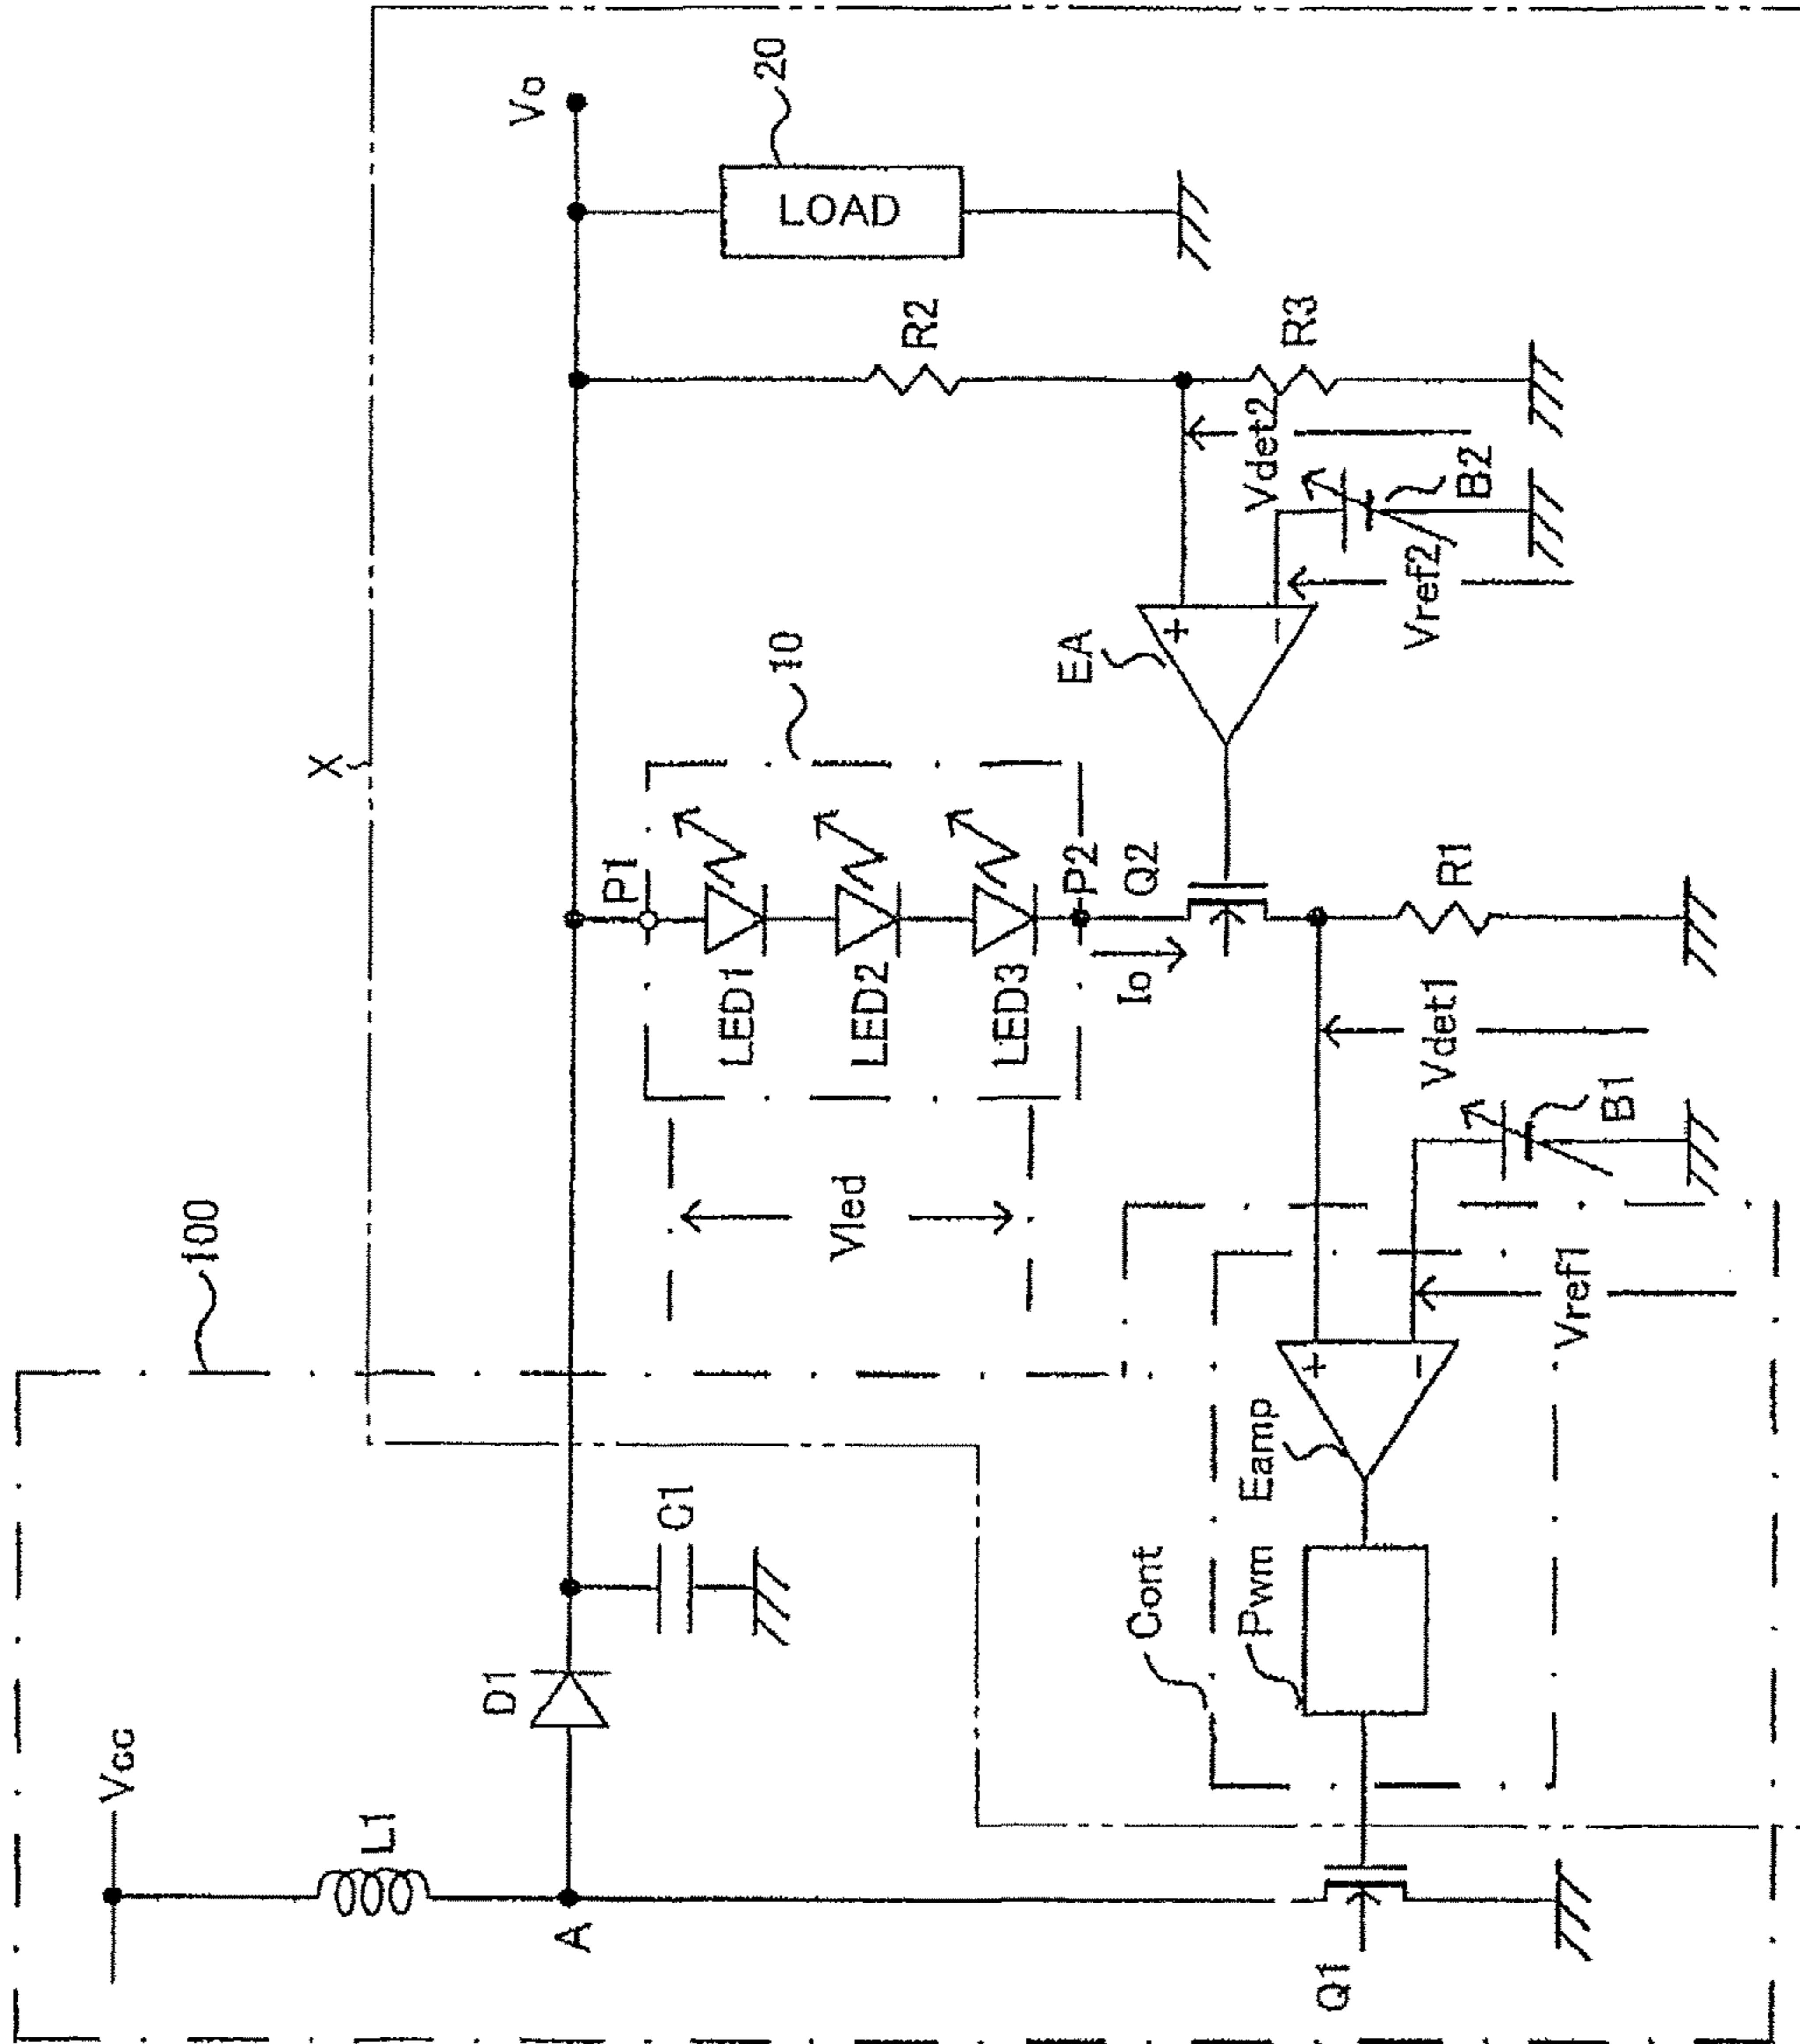 100
X
Vcc
L1
A
D1
C1
Vo
20
LOAD
R2
R3
10
P1
LED1
LED2
LED3
P2
Vled
Io
Q2
EA
+
−
Vdet2
B2
Vref2
R1
Vdet1
B1
Vref1
Cont
Pwm
Eamp
+
−
Q1